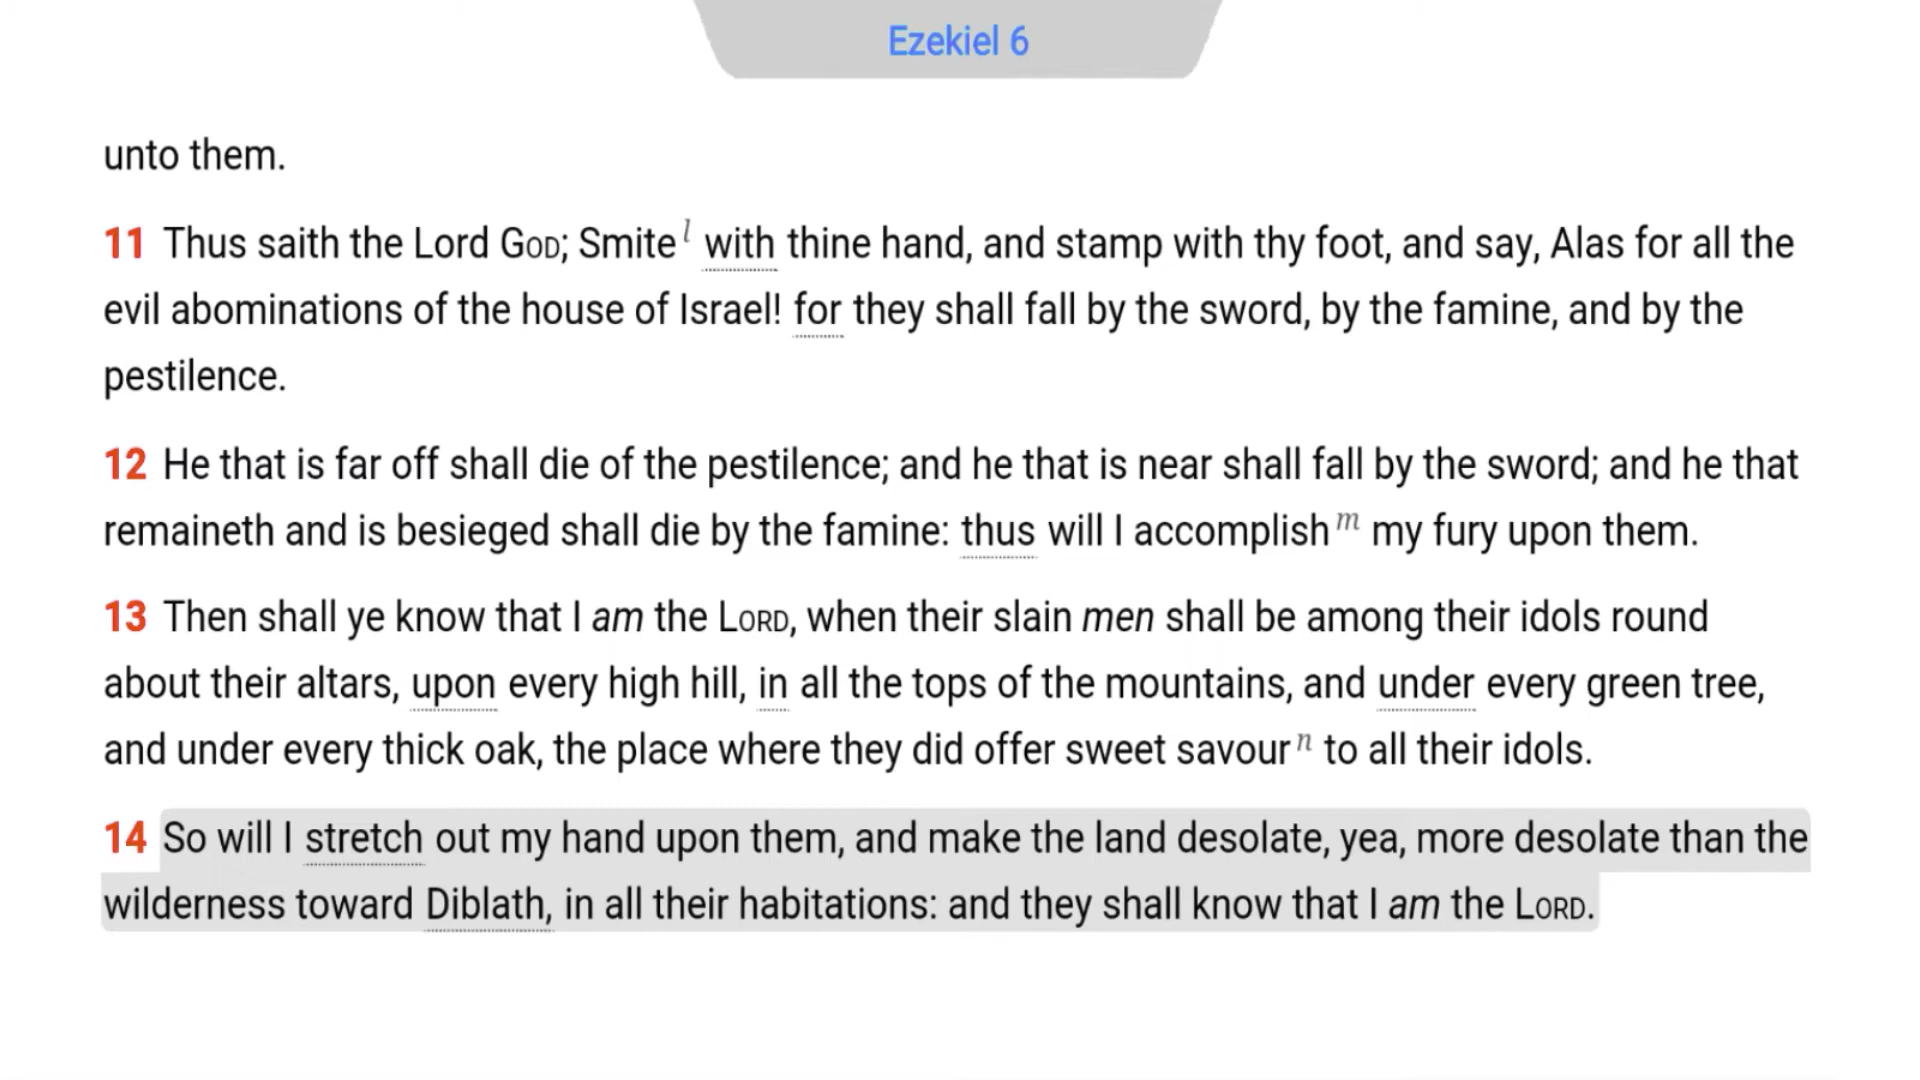 Ezekiel 6
unto them.
11 Thus saith the Lord GOD; Smite l with thine hand, and stamp with thy foot, and say, Alas for all the
evil abominations of the house of Israel! for they shall fall by the sword, by the famine, and by the
pestilence.
12 He that is far off shall die of the pestilence; and he that is near shall fall by the sword; and he that
remaineth and is besieged shall die by the famine: thus will I accomplish m my fury upon them.
13 Then shall ye know that I am the LORD, when their slain men shall be among their idols round
about their altars, upon every high hill, in all the tops of the mountains, and under every green tree,
and under every thick oak, the place where they did offer sweet savour n to all their idols.
14 So will I stretch out my hand upon them, and make the land desolate, yea, more desolate than the
wilderness toward Diblath, in all their habitations: and they shall know that I am the LORD.